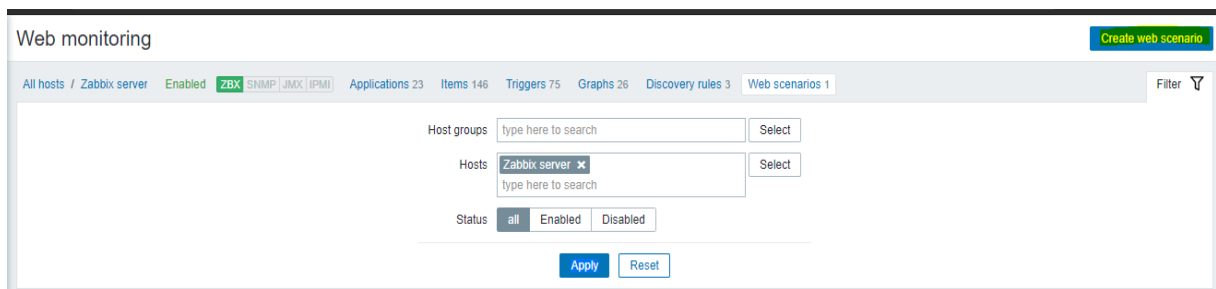 Web monitoring
Create web scenario
All hosts / Zabbix server Enabled ZBX SNMP JMX IPMI Applications 23 Items 146 Triggers 75 Graphs 26 Discovery rules 3 Web scenarios 1 Filter
Host groups type here to search Select
Hosts Zabbix server × Select
type here to search
Status all Enabled Disabled
Apply Reset